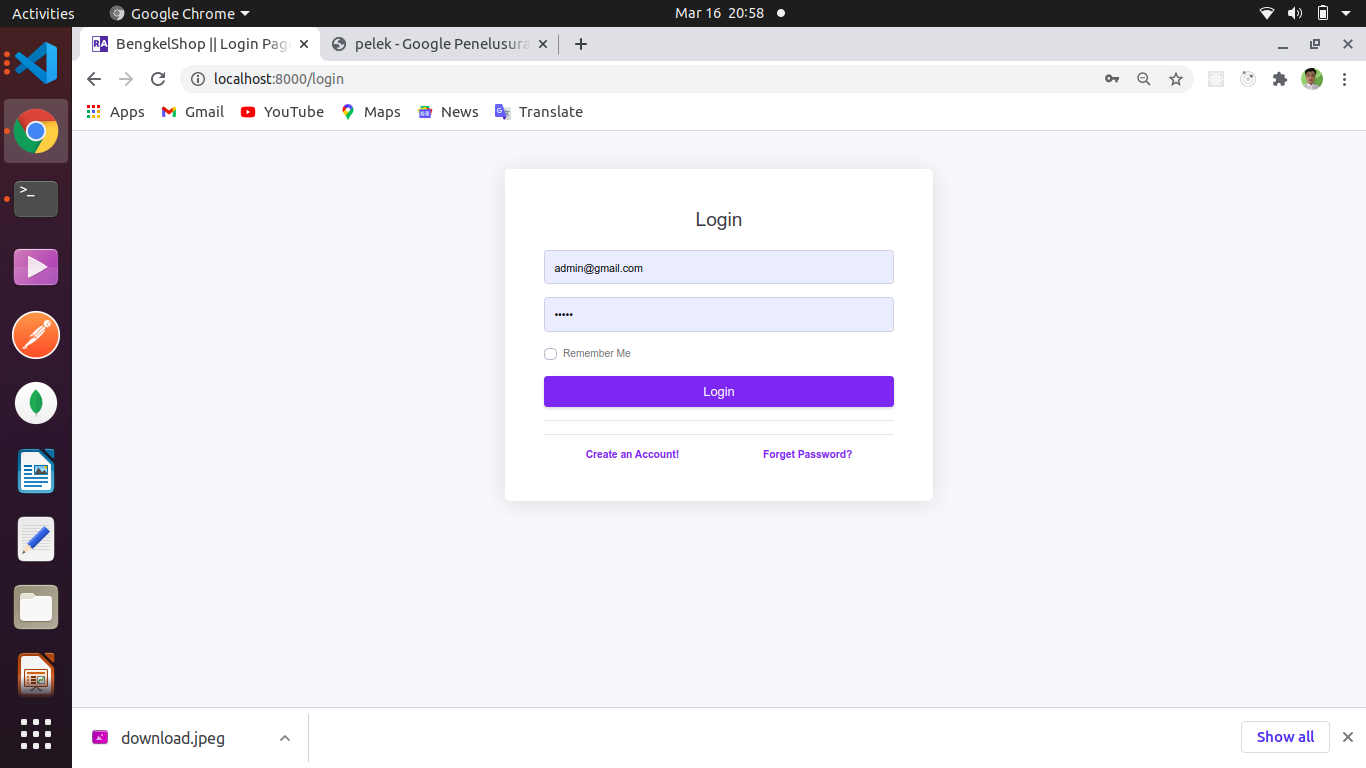 Activities Google Chrome Mar 16 20:58
RA BengkelShop || Login Pag pelek - Google Penelusura
localhost:8000/login
Apps Gmail YouTube Maps News Translate
Login
admin@gmail.com
•••••
Remember Me
Login
Create an Account! Forget Password?
download.jpeg Show all